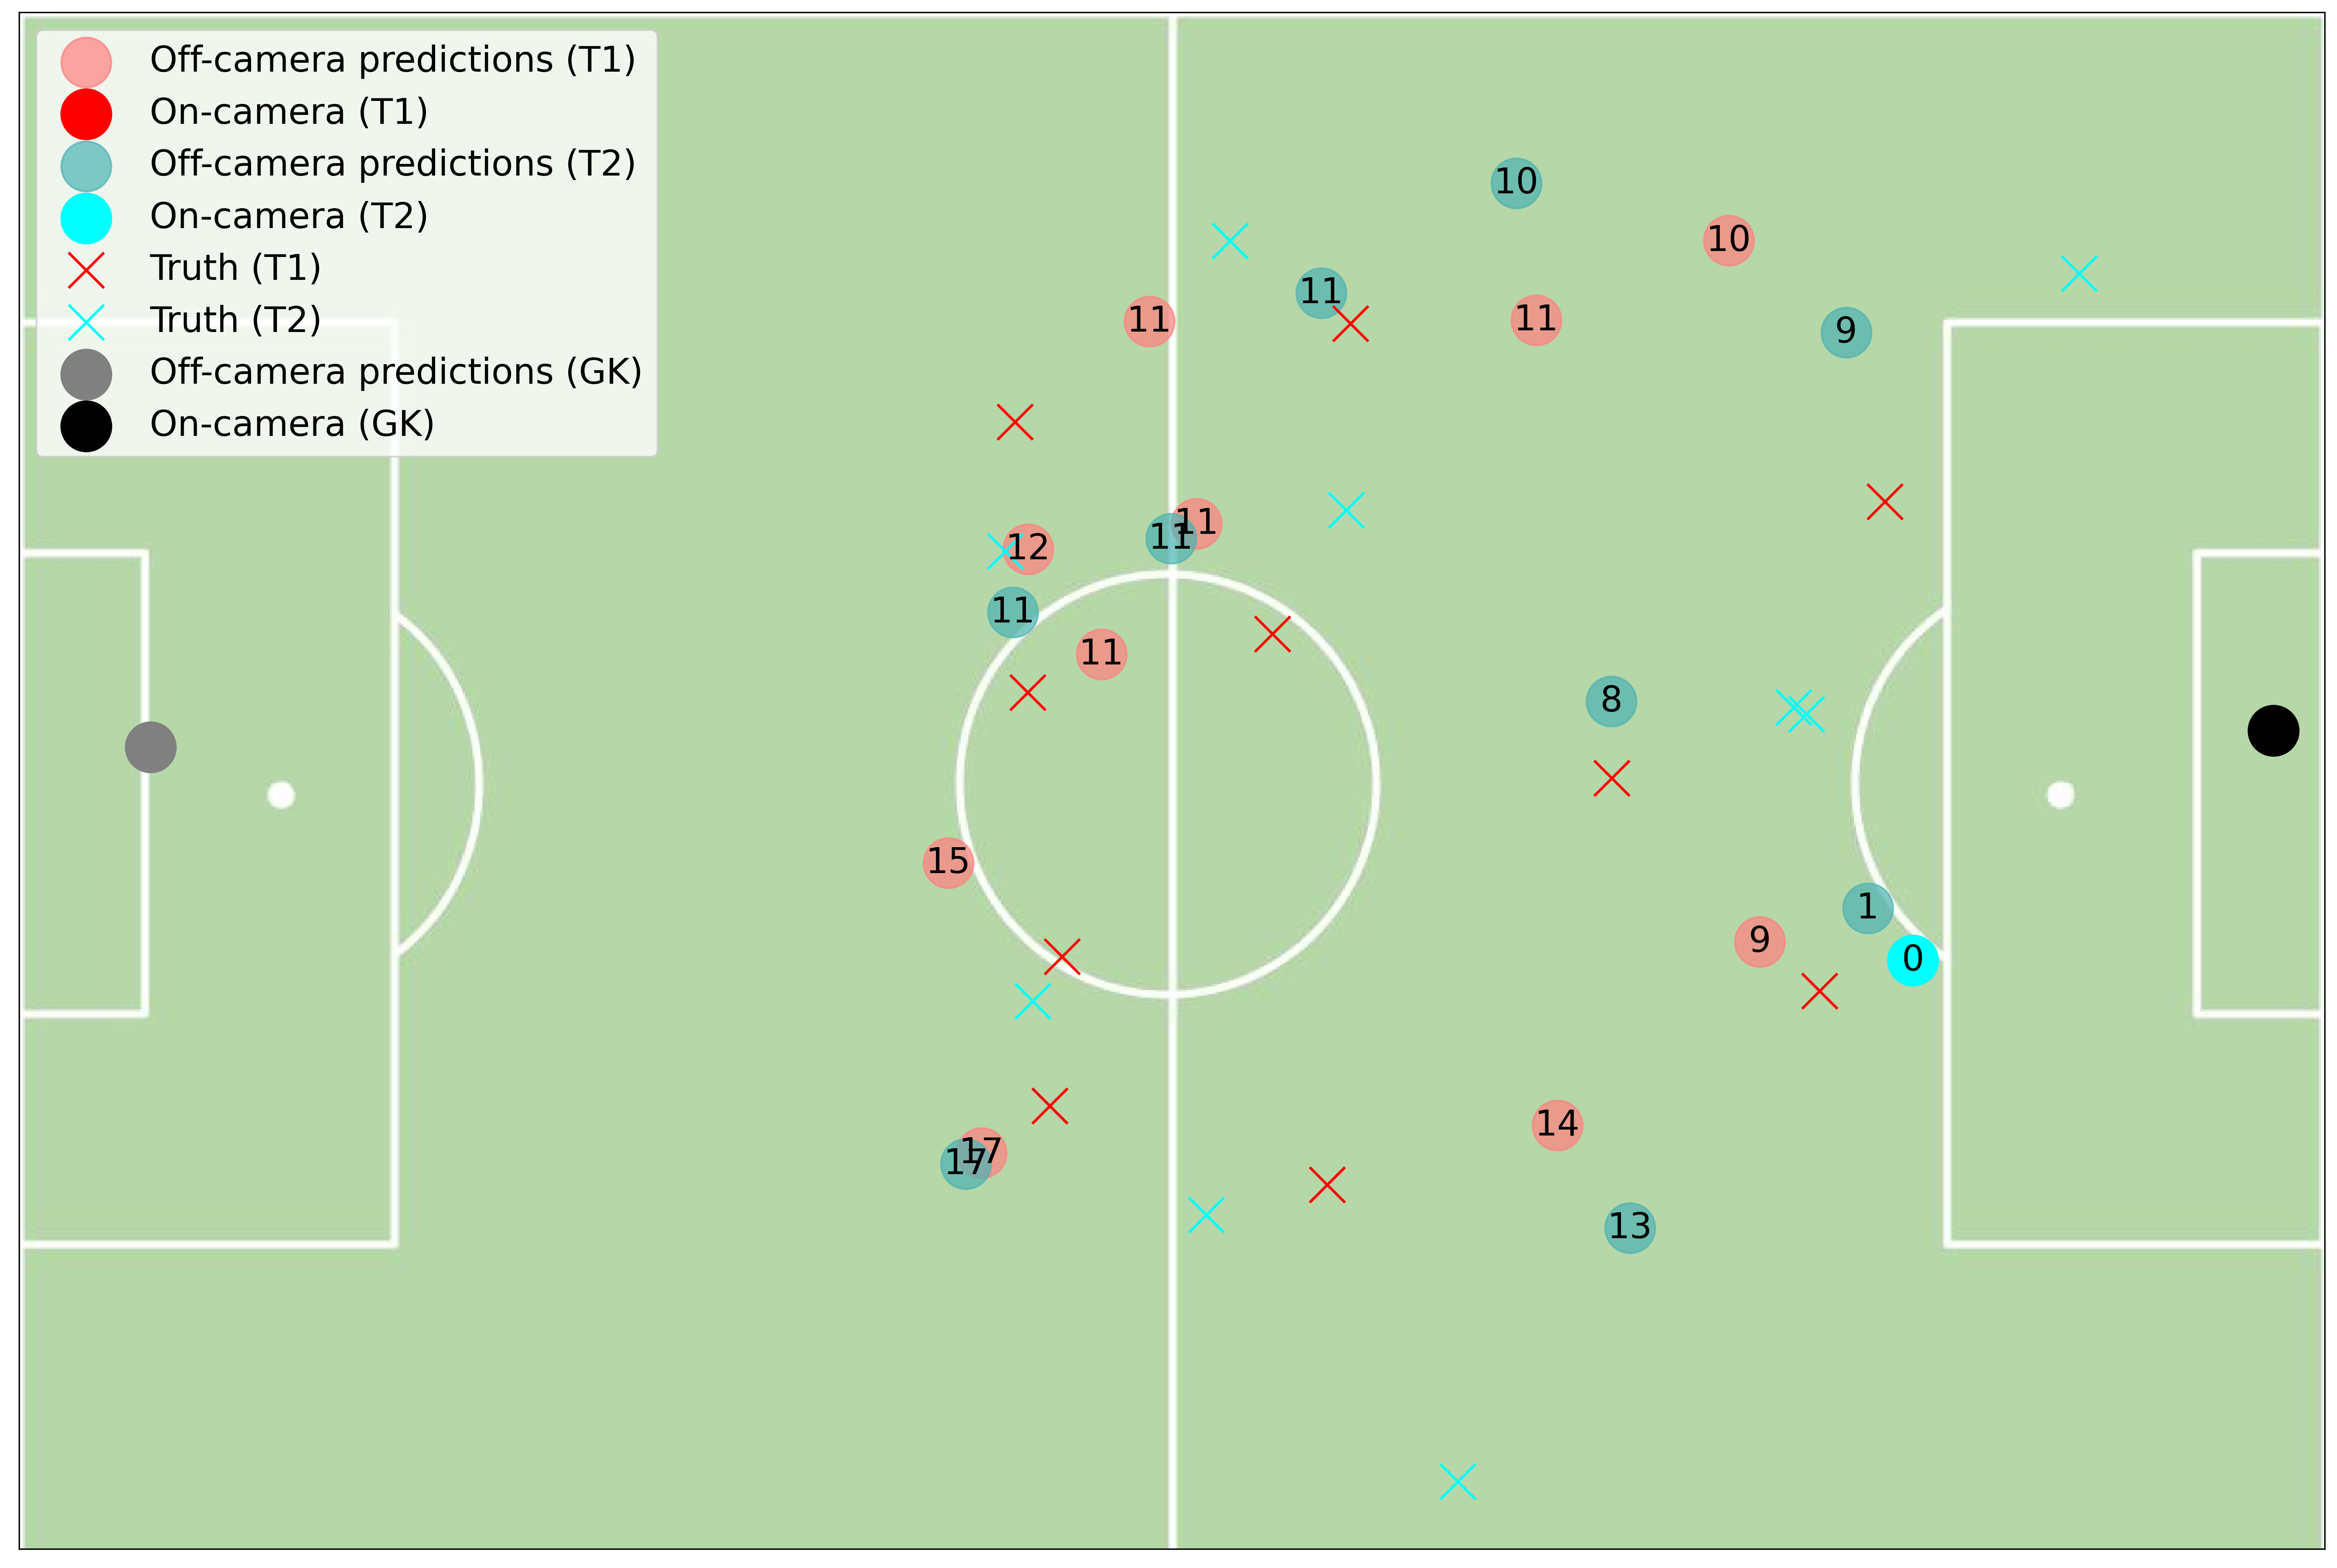 Off-camera predictions (T1)
On-camera (T1)
Off-camera predictions (T2)
On-camera (T2)
Truth (T1)
Truth (T2)
Off-camera predictions (GK)
On-camera (GK)
10
10
11
11
11
9
11
11
12
11
11
8
15
1
9
0
14
17
17
13